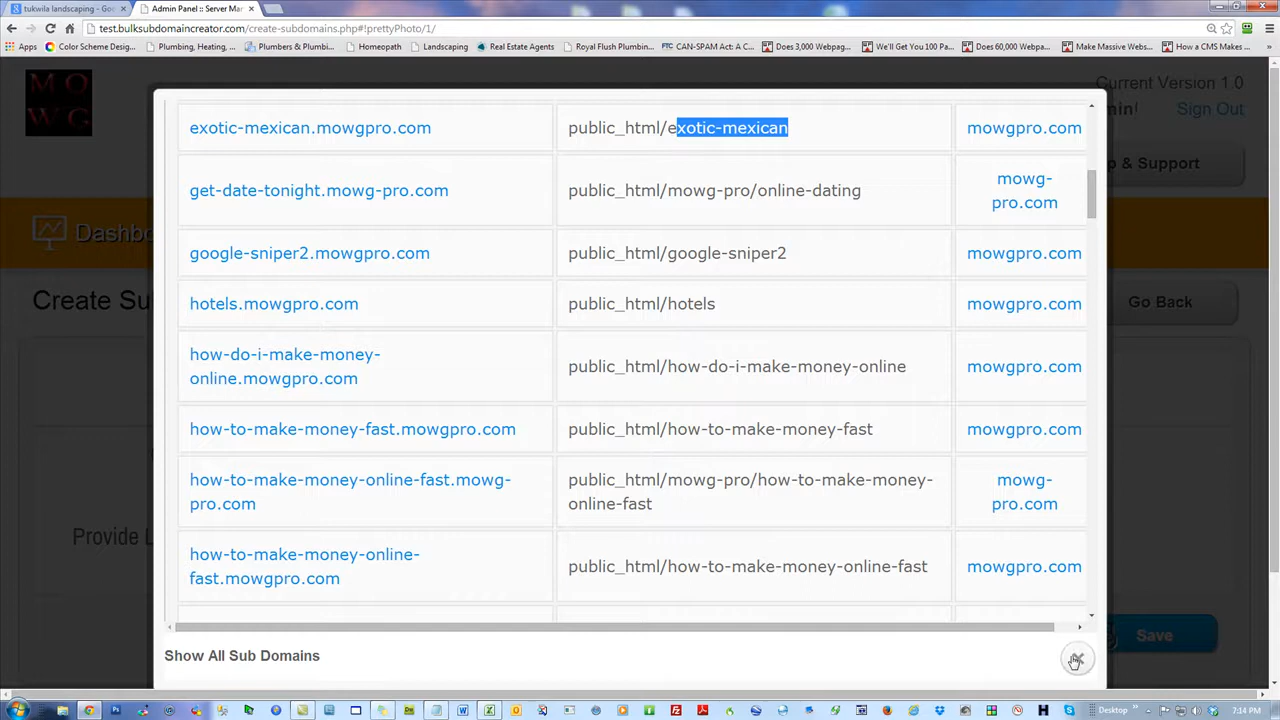 tukwila landscaping - Goo
Admin Panel :: Server Ma
test.bulksubdomaincreator.com/create-subdomains.php#!prettyPhoto/1/
Apps Color Scheme Desig... Plumbing, Heating, ... Plumbers & Plumbi... Homeopath Landscaping Real Estate Agents Royal Flush Plumbin... CAN-SPAM Act: A C... Does 3,000 Webpag... We'll Get You 100 Pa... Does 60,000 Webpa... Make Massive Webs... How a CMS Makes ...
M O
W G
Current Version 1.0
min! Sign Out
p & Support
Dashbo
Create Su
Go Back
exotic-mexican.mowgpro.com public_html/exotic-mexican mowgpro.com
get-date-tonight.mowg-pro.com public_html/mowg-pro/online-dating mowg-
pro.com
google-sniper2.mowgpro.com public_html/google-sniper2 mowgpro.com
hotels.mowgpro.com public_html/hotels mowgpro.com
how-do-i-make-money-
online.mowgpro.com public_html/how-do-i-make-money-online mowgpro.com
how-to-make-money-fast.mowgpro.com public_html/how-to-make-money-fast mowgpro.com
how-to-make-money-online-fast.mowg-
pro.com public_html/mowg-pro/how-to-make-money-
online-fast mowg-
pro.com
how-to-make-money-online-
fast.mowgpro.com public_html/how-to-make-money-online-fast mowgpro.com
Provide L
Save
Show All Sub Domains
Desktop
7:14 PM